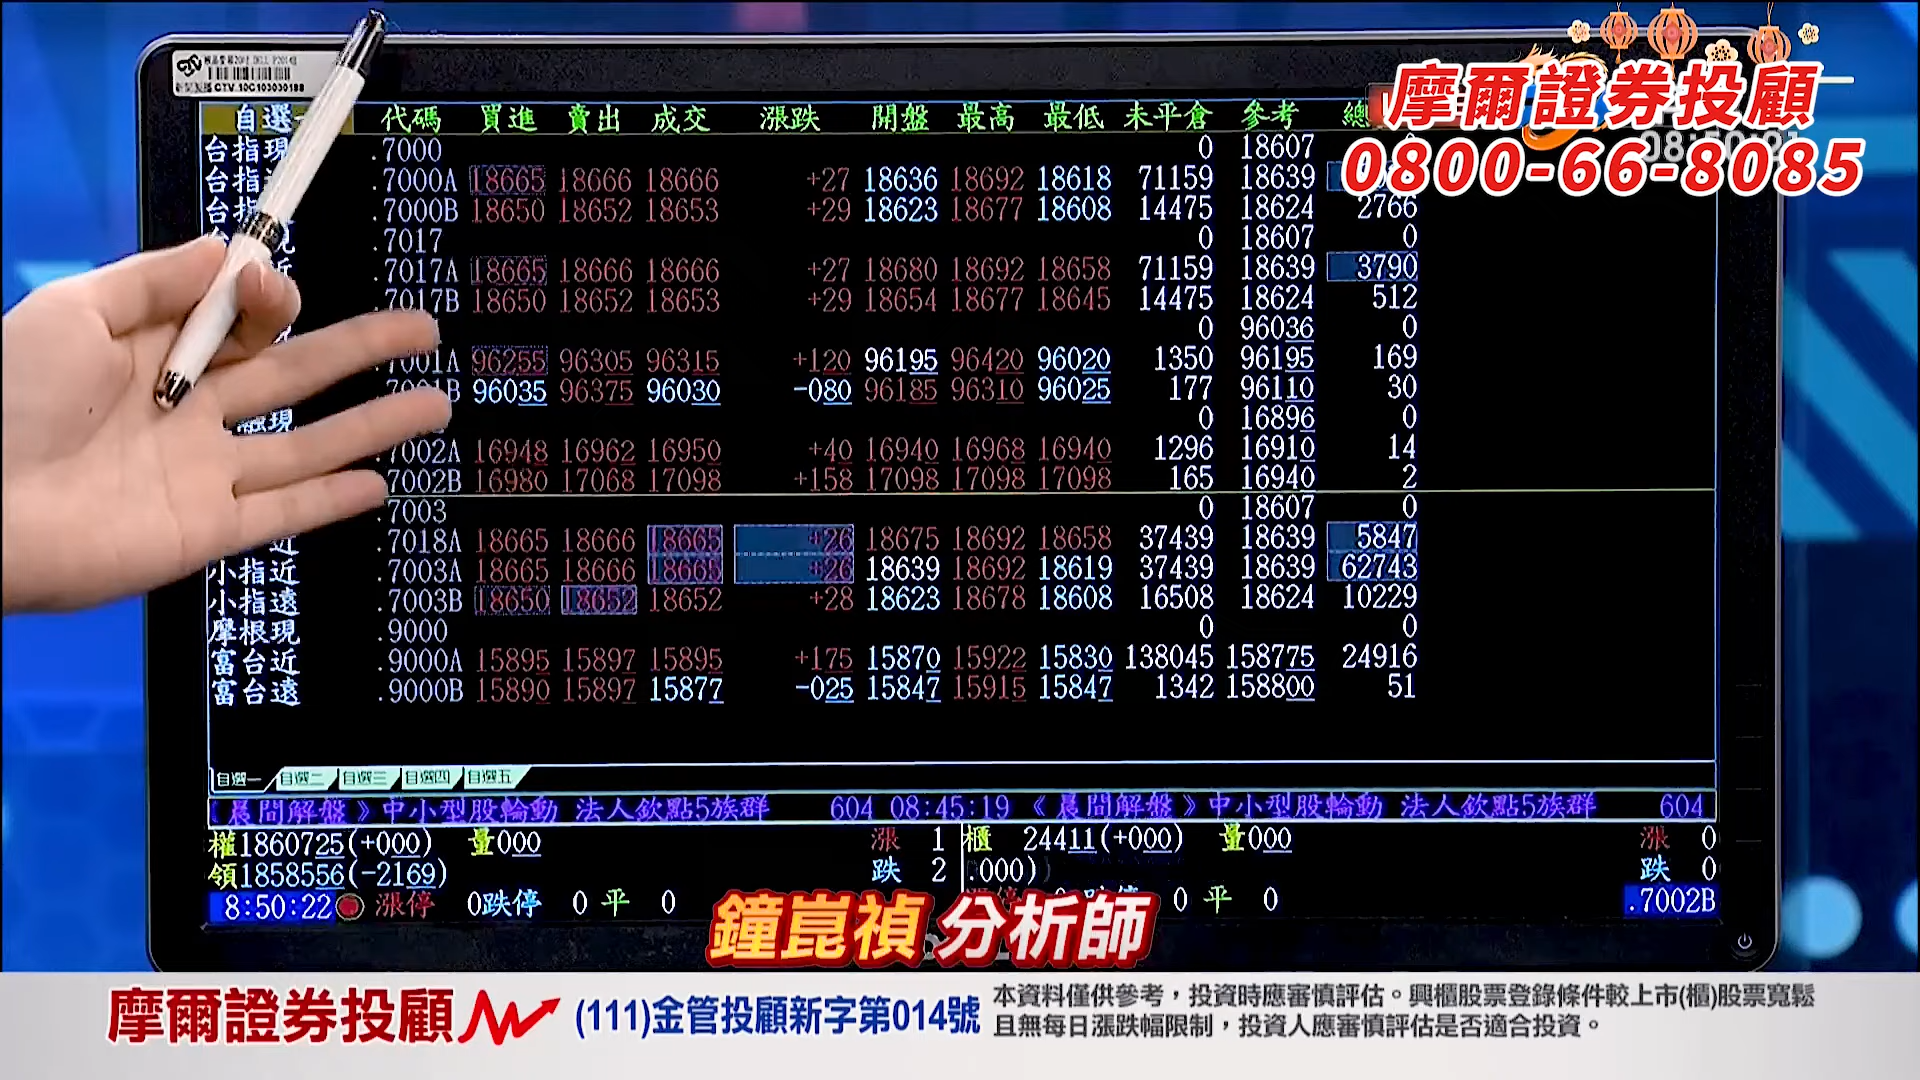 摩爾證券投顧
0800-66-8085
CTV.10C103030188
自選一 代碼 買進 賣出 成交 漲跌 開盤 最高 最低 未平倉 參考 總
台指現 .7000 0 18607
台指 .7000A 18665 18666 18666 +27 18636 18692 18618 71159 18639
台指 .7000B 18650 18652 18653 +29 18623 18677 18608 14475 18624 2766
現 .7017 0 18607 0
近 .7017A 18665 18666 18666 +27 18680 18692 18658 71159 18639 3790
.7017B 18650 18652 18653 +29 18654 18677 18645 14475 18624 512
0 96036 0
7001A 96255 96305 96315 +120 96195 96420 96020 1350 96195 169
7001B 96035 96375 96030 -080 96185 96310 96025 177 96110 30
融現 0 16896 0
7002A 16948 16962 16950 +40 16940 16968 16940 1296 16910 14
7002B 16980 17068 17098 +158 17098 17098 17098 165 16940 2
.7003 0 18607 0
近 .7018A 18665 18666 18665 +26 18675 18692 18658 37439 18639 5847
小指近 .7003A 18665 18666 18665 +26 18639 18692 18619 37439 18639 62743
小指遠 .7003B 18650 18652 18652 +28 18623 18678 18608 16508 18624 10229
摩根現 .9000 0 0
富台近 .9000A 15895 15897 15895 +175 15870 15922 15830 138045 158775 24916
富台遠 .9000B 15890 15897 15877 -025 15847 15915 15847 1342 158800 51
自選一 自選二 自選三 自選四 自選五
《晨間解盤》中小型股輪動 法人欽點5族群 604 08:45:19 《晨間解盤》中小型股輪動 法人欽點5族群 604
權1860725(+000) 量000 漲 1 櫃 24411(+000) 量000 漲 0
領1858556(-2169) 跌 2 .000) 跌 0
8:50:22 漲停 0跌停 0 平 0 0 平 0 .7002B
鐘崑禎 分析師
摩爾證券投顧 (111)金管投顧新字第014號
本資料僅供參考，投資時應審慎評估。興櫃股票登錄條件較上市(櫃)股票寬鬆
且無每日漲跌幅限制，投資人應審慎評估是否適合投資。